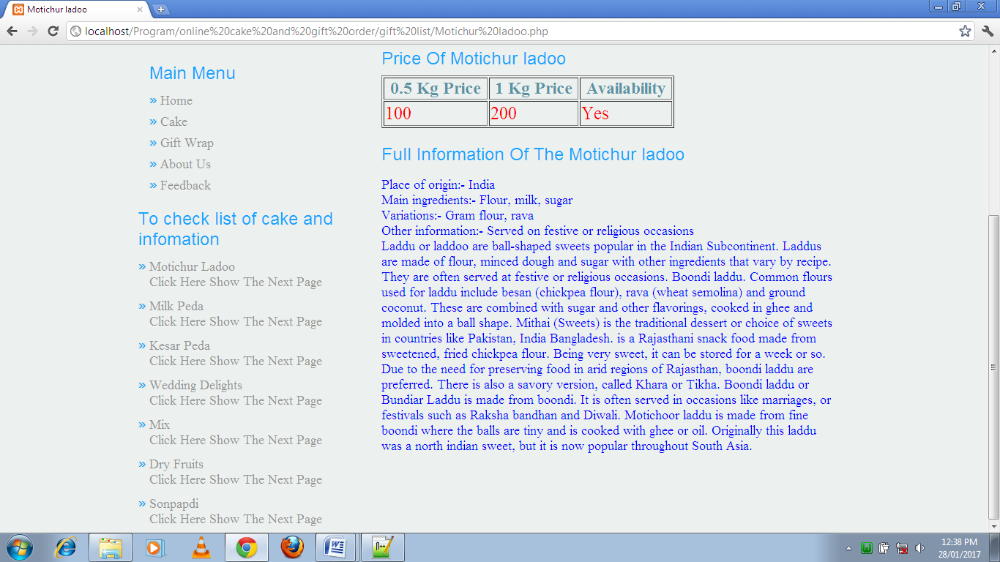 Motichur ladoo
localhost/Program/online%20cake%20and%20gift%20order/gift%20list/Motichur%20ladoo.php
Main Menu
» Home
» Cake
» Gift Wrap
» About Us
» Feedback
To check list of cake and
infomation
» Motichur Ladoo
Click Here Show The Next Page
» Milk Peda
Click Here Show The Next Page
» Kesar Peda
Click Here Show The Next Page
» Wedding Delights
Click Here Show The Next Page
» Mix
Click Here Show The Next Page
» Dry Fruits
Click Here Show The Next Page
» Sonpapdi
Click Here Show The Next Page
Price Of Motichur ladoo
0.5 Kg Price 1 Kg Price Availability
100 200 Yes
Full Information Of The Motichur ladoo
Place of origin:- India
Main ingredients:- Flour, milk, sugar
Variations:- Gram flour, rava
Other information:- Served on festive or religious occasions
Laddu or laddoo are ball-shaped sweets popular in the Indian Subcontinent. Laddus
are made of flour, minced dough and sugar with other ingredients that vary by recipe.
They are often served at festive or religious occasions. Boondi laddu. Common flours
used for laddu include besan (chickpea flour), rava (wheat semolina) and ground
coconut. These are combined with sugar and other flavorings, cooked in ghee and
molded into a ball shape. Mithai (Sweets) is the traditional dessert or choice of sweets
in countries like Pakistan, India Bangladesh. is a Rajasthani snack food made from
sweetened, fried chickpea flour. Being very sweet, it can be stored for a week or so.
Due to the need for preserving food in arid regions of Rajasthan, boondi laddu are
preferred. There is also a savory version, called Khara or Tikha. Boondi laddu or
Bundiar Laddu is made from boondi. It is often served in occasions like marriages, or
festivals such as Raksha bandhan and Diwali. Motichoor laddu is made from fine
boondi where the balls are tiny and is cooked with ghee or oil. Originally this laddu
was a north indian sweet, but it is now popular throughout South Asia.
12:38 PM
28/01/2017